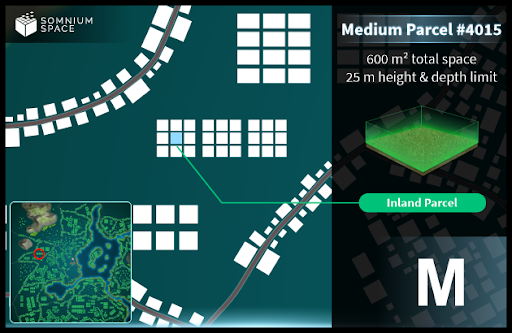 SOMNIUM
SPACE
Medium Parcel #4015
600 m² total space
25 m height & depth limit
Inland Parcel
M